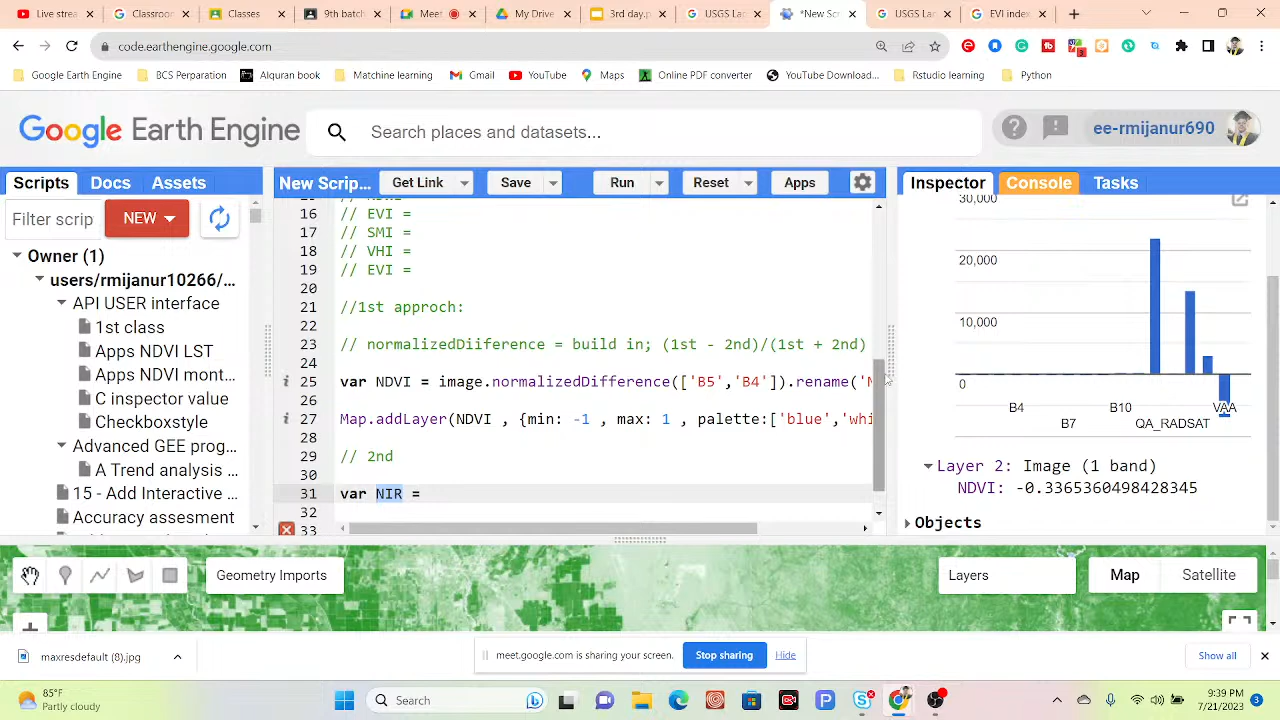 Live strea
Classroom
Classes
9th batch
Meet
My Drive
3rd day.p
USGS Lac
*New Scr
USGS Lac
EVI index
code.earthengine.google.com
Google Earth Engine
BCS Perparation
Alquran book
Matchine learning
Gmail
YouTube
Maps
Online PDF converter
YouTube Download...
Rstudio learning
Python
Google Earth Engine
Search places and datasets...
ee-rmijanur690
Scripts
Docs
Assets
New Scrip...
Get Link
Save
Run
Reset
Apps
Inspector
Console
Tasks
Filter scrip
NEW
Owner (1)
users/rmijanur10266/...
API USER interface
1st class
Apps NDVI LST
Apps NDVI mont...
C inspector value
Checkboxstyle
Advanced GEE prog...
A Trend analysis ...
15 - Add Interactive ...
Accuracy assesment
16 // EVI =
17 // SMI =
18 // VHI =
19 // EVI =
20
21 //1st approch:
22
23 // normalizedDiiference = build in; (1st - 2nd)/(1st + 2nd)
24
25 var NDVI = image.normalizedDifference(['B5','B4']).rename('N
26
27 Map.addLayer(NDVI , {min: -1 , max: 1 , palette:['blue','whi
28
29 // 2nd
30
31 var NIR =
32
33
30,000
20,000
10,000
0
B4
B10
VAA
B7
QA_RADSAT
Layer 2: Image (1 band)
NDVI: -0.3365360498428345
Objects
Geometry Imports
Layers
Map
Satellite
maxresdefault (8).jpg
meet.google.com is sharing your screen.
Stop sharing
Hide
Show all
85°F
Partly cloudy
Search
9:39 PM
7/21/2023
3